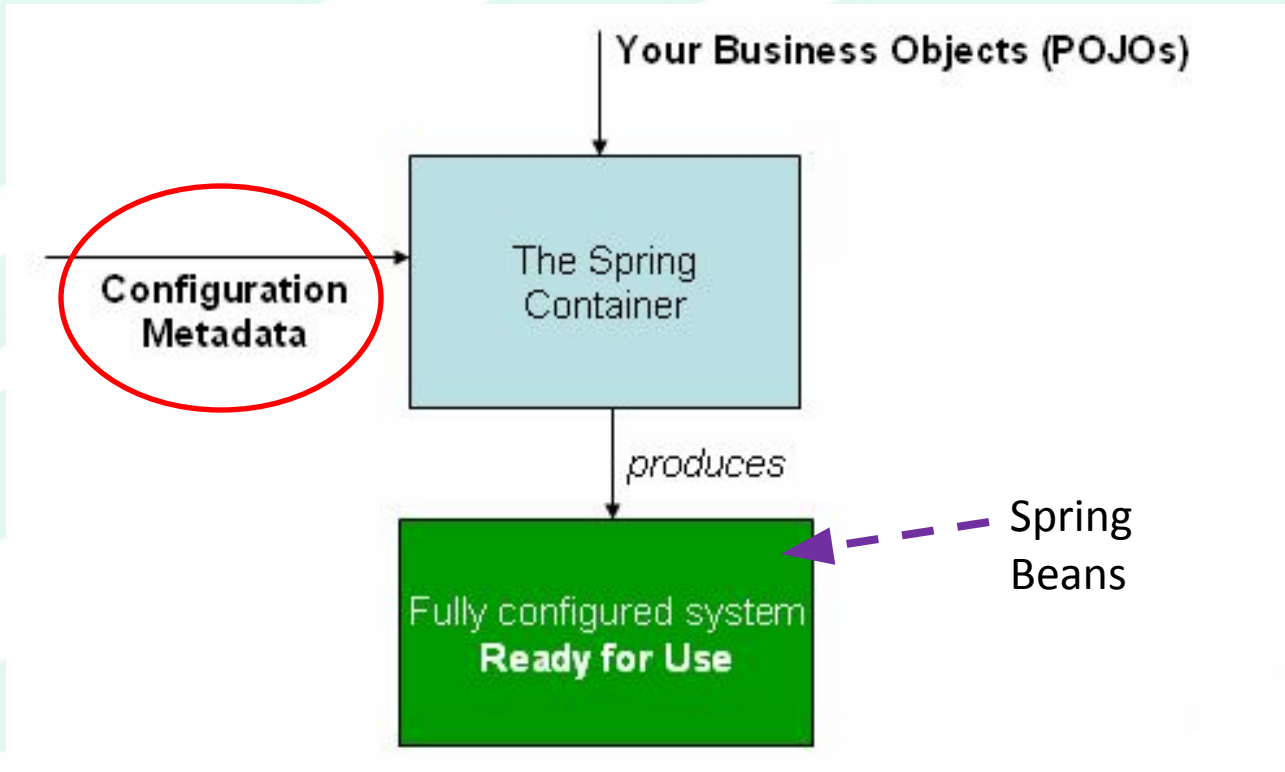 Your Business Objects (POJOs)
Configuration
Metadata
The Spring
Container
produces
Spring
Beans
Fully configured system
Ready for Use